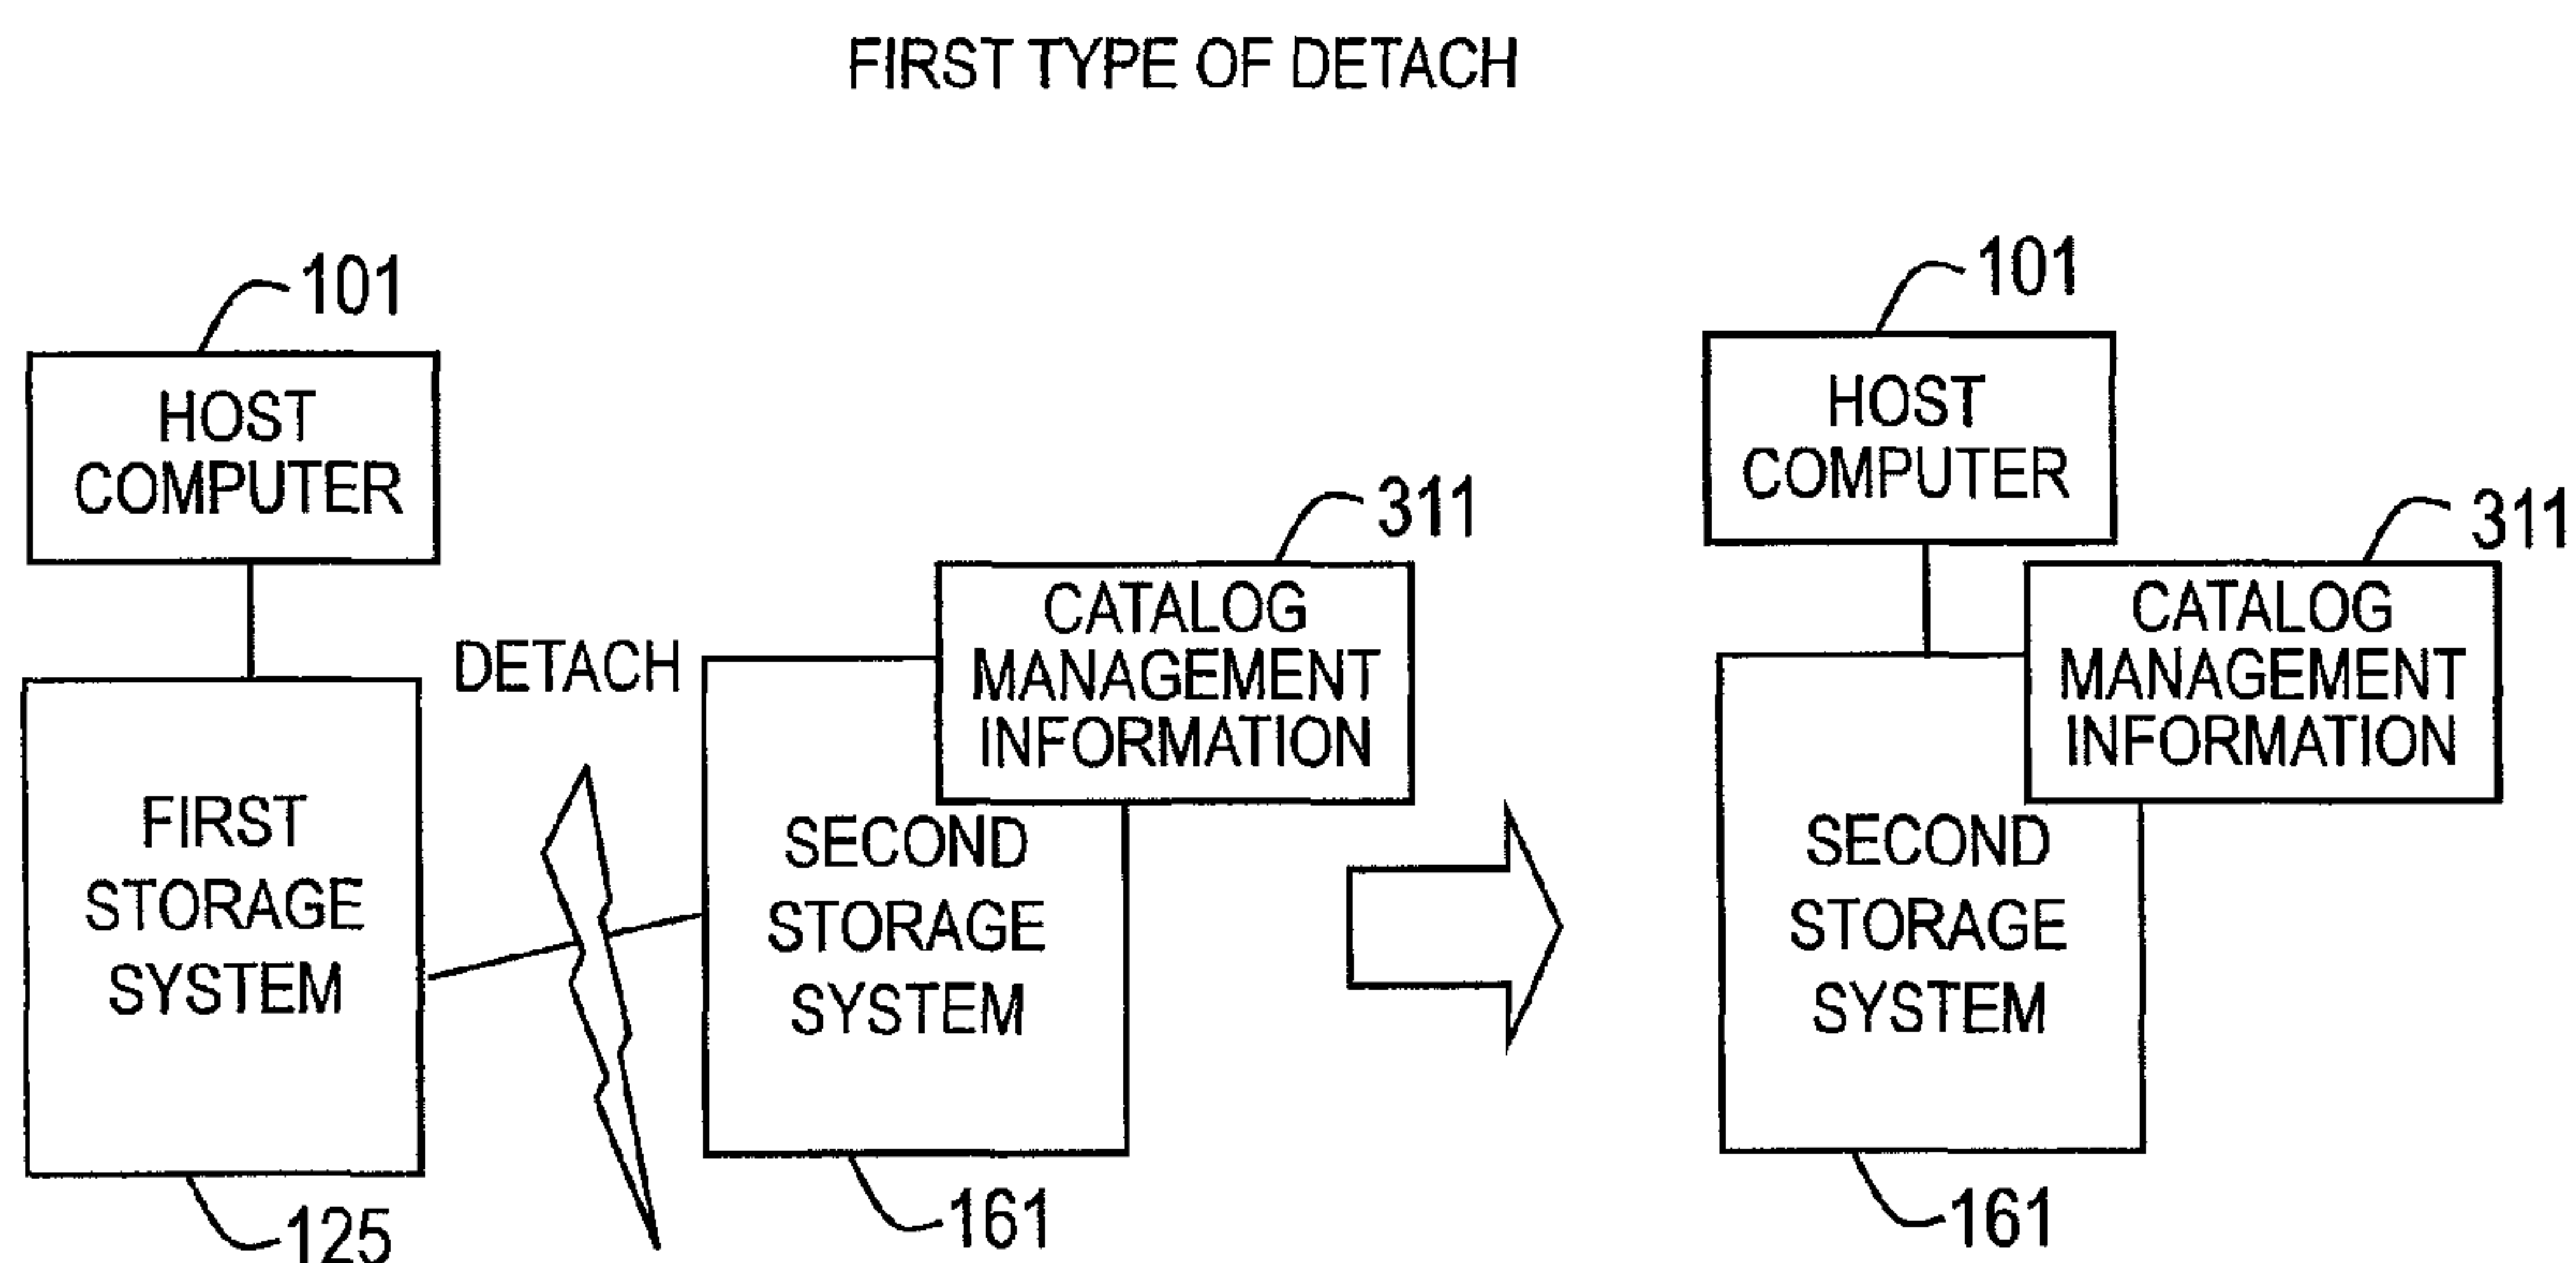 FIRST TYPE OF DETACH
101
HOST
COMPUTER
DETACH
FIRST
STORAGE
SYSTEM
125
311
CATALOG
MANAGEMENT
INFORMATION
SECOND
STORAGE
SYSTEM
161
101
HOST
COMPUTER
311
CATALOG
MANAGEMENT
INFORMATION
SECOND
STORAGE
SYSTEM
161